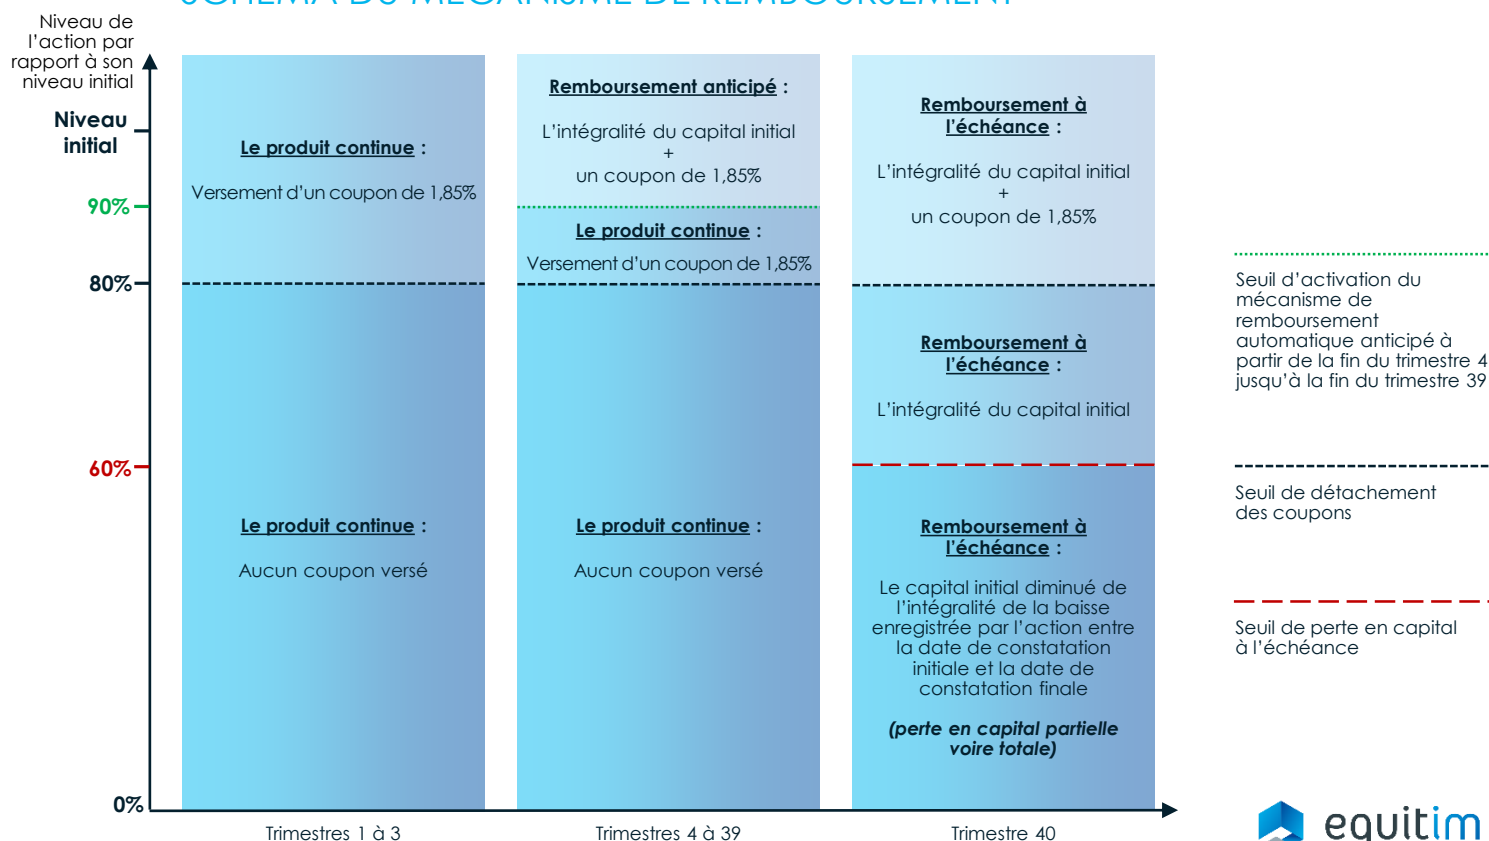 SCHÉMA DU MÉCANISME DE REMBOURSEMENT
Niveau de
l'action par
rapport à son
niveau initial
Niveau
initial
90%
80%
60%
0%
Le produit continue :
Versement d'un coupon de 1,85%
Le produit continue :
Aucun coupon versé
Trimestres 1 à 3
Remboursement anticipé :
L'intégralité du capital initial
+
un coupon de 1,85%
Le produit continue :
Versement d'un coupon de 1,85%
Le produit continue :
Aucun coupon versé
Trimestres 4 à 39
Remboursement à
l'échéance :
L'intégralité du capital initial
+
un coupon de 1,85%
Remboursement à
l'échéance :
L'intégralité du capital initial
Remboursement à
l'échéance :
Le capital initial diminué de
l'intégralité de la baisse
enregistrée par l'action entre
la date de constatation
initiale et la date de
constatation finale
(perte en capital partielle
voire totale)
Trimestre 40
Seuil d'activation du
mécanisme de
remboursement
automatique anticipé à
partir de la fin du trimestre 4
jusqu'à la fin du trimestre 39
Seuil de détachement
des coupons
Seuil de perte en capital
à l'échéance
equitim